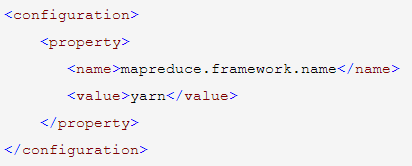 <configuration>
    <property>
        <name>mapreduce.framework.name</name>
        <value>yarn</value>
    </property>
</configuration>